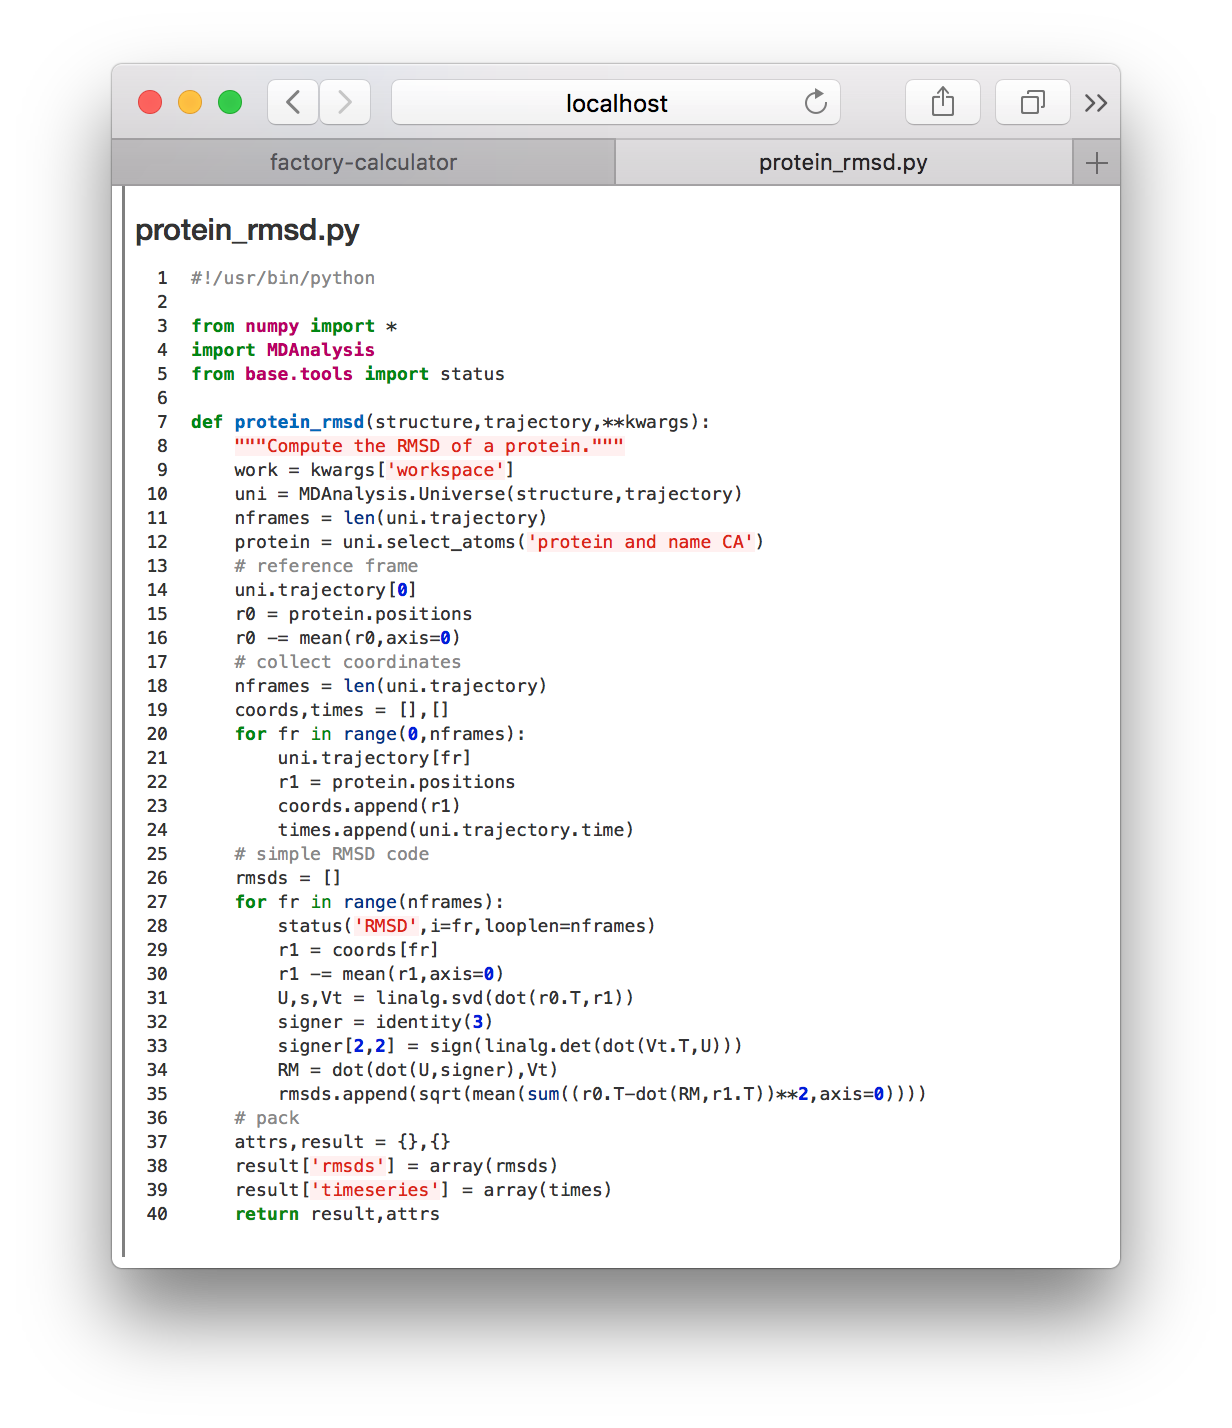 localhost
factory-calculator
protein_rmsd.py
protein_rmsd.py
1 #!/usr/bin/python
2
3 from numpy import *
4 import MDAnalysis
5 from base.tools import status
6
7 def protein_rmsd(structure,trajectory,**kwargs):
8     """Compute the RMSD of a protein."""
9     work = kwargs['workspace']
10     uni = MDAnalysis.Universe(structure,trajectory)
11     nframes = len(uni.trajectory)
12     protein = uni.select_atoms('protein and name CA')
13     # reference frame
14     uni.trajectory[0]
15     r0 = protein.positions
16     r0 -= mean(r0,axis=0)
17     # collect coordinates
18     nframes = len(uni.trajectory)
19     coords,times = [],[]
20     for fr in range(0,nframes):
21         uni.trajectory[fr]
22         r1 = protein.positions
23         coords.append(r1)
24         times.append(uni.trajectory.time)
25     # simple RMSD code
26     rmsds = []
27     for fr in range(nframes):
28         status('RMSD',i=fr,looplen=nframes)
29         r1 = coords[fr]
30         r1 -= mean(r1,axis=0)
31         U,s,Vt = linalg.svd(dot(r0.T,r1))
32         signer = identity(3)
33         signer[2,2] = sign(linalg.det(dot(Vt.T,U)))
34         RM = dot(dot(U,signer),Vt)
35         rmsds.append(sqrt(mean(sum((r0.T-dot(RM,r1.T))**2,axis=0))))
36     # pack
37     attrs,result = {},{}
38     result['rmsds'] = array(rmsds)
39     result['timeseries'] = array(times)
40     return result,attrs